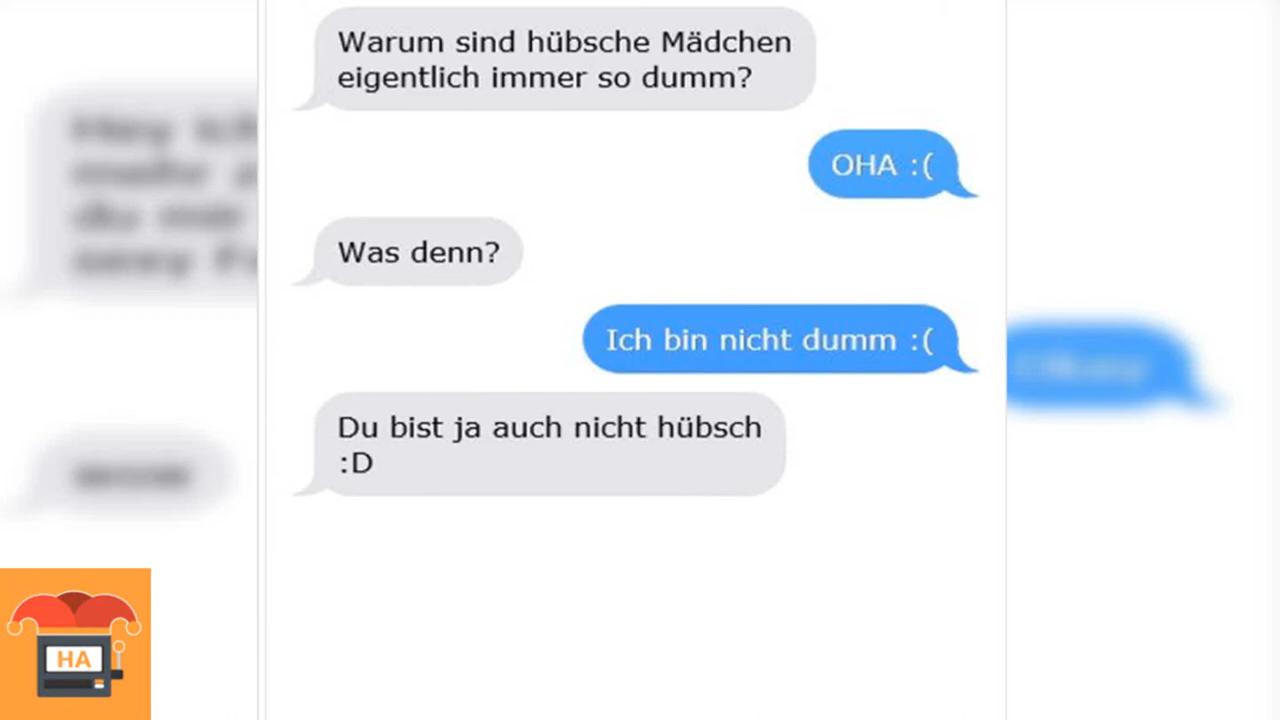 Warum sind hübsche Mädchen
eigentlich immer so dumm?
OHA :(
Was denn?
Ich bin nicht dumm :(
Du bist ja auch nicht hübsch
:D
HA